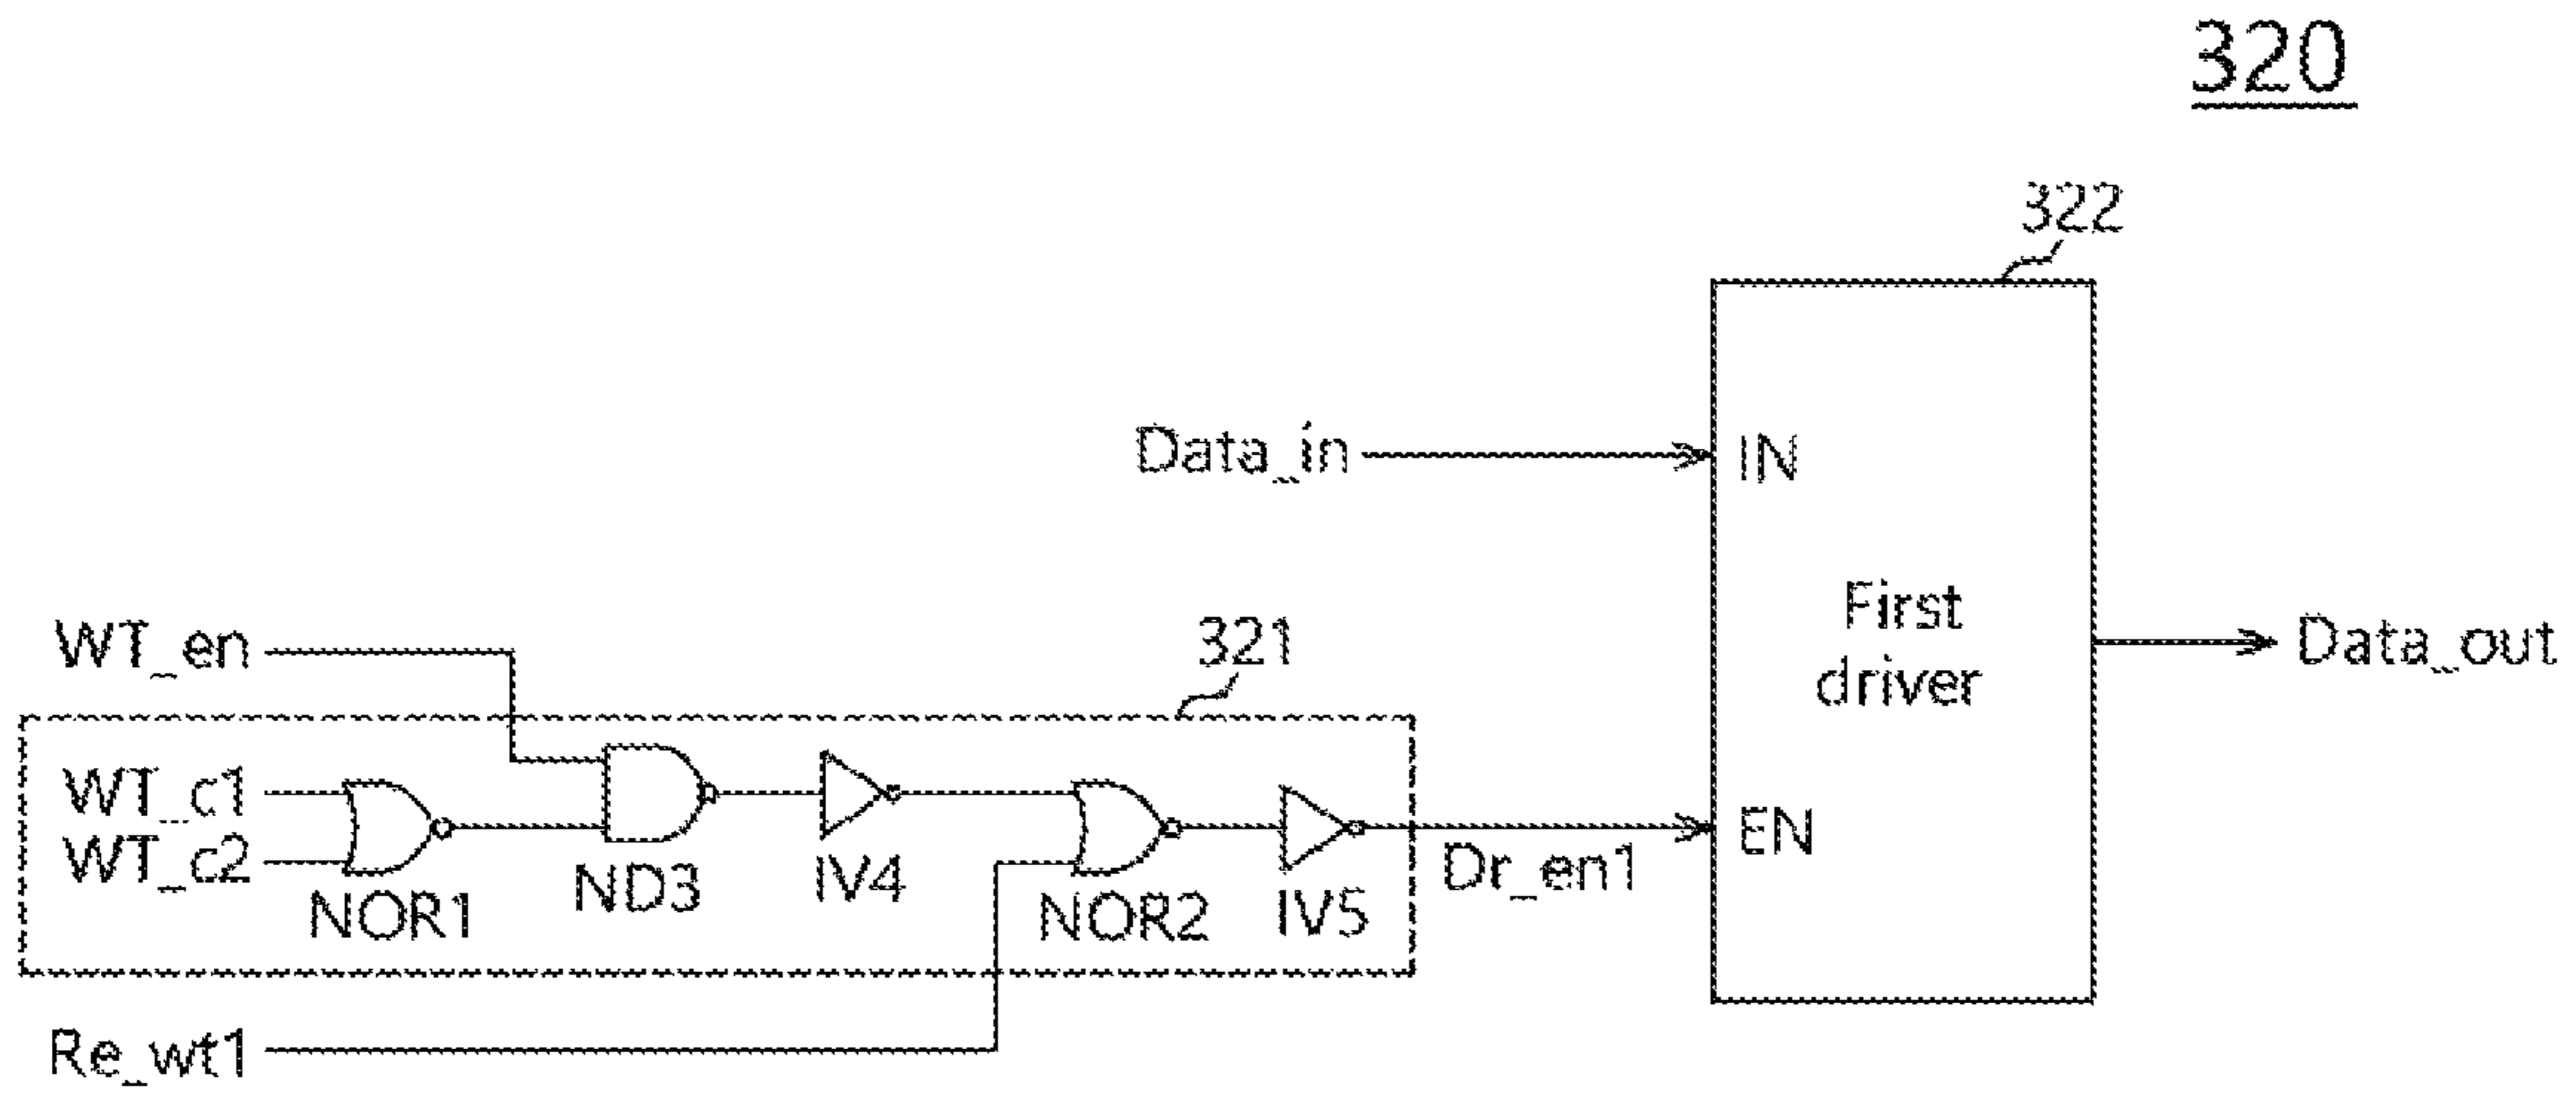 320
322
Data_in
IN
First
driver
Data_out
WT_en
321
WT_c1
WT_c2
NOR1
ND3
IV4
NOR2
IV5
Dr_en1
EN
Re_wt1